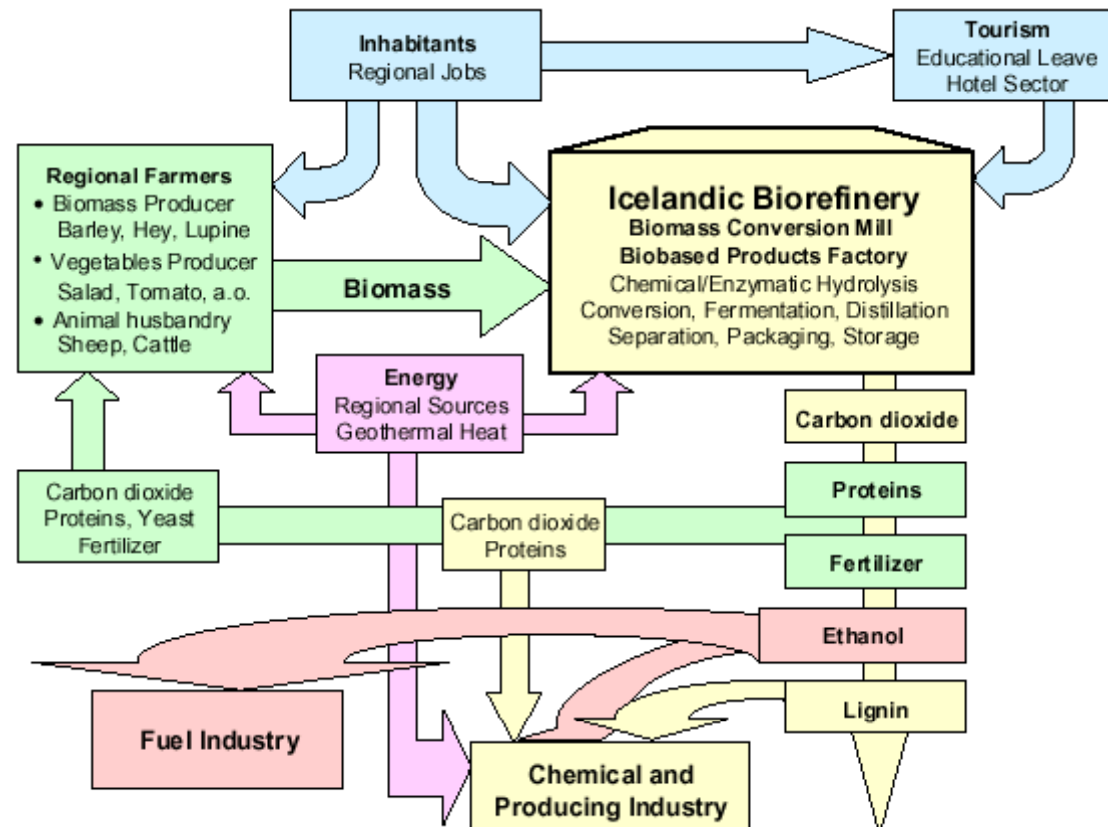 Inhabitants
Regional Jobs
Tourism
Educational Leave
Hotel Sector
Regional Farmers
• Biomass Producer
Barley, Hey, Lupine
• Vegetables Producer
Salad, Tomato, a.o.
• Animal husbandry
Sheep, Cattle
Biomass
Icelandic Biorefinery
Biomass Conversion Mill
Biobased Products Factory
Chemical/Enzymatic Hydrolysis
Conversion, Fermentation, Distillation
Separation, Packaging, Storage
Energy
Regional Sources
Geothermal Heat
Carbon dioxide
Proteins
Fertilizer
Carbon dioxide
Proteins, Yeast
Fertilizer
Carbon dioxide
Proteins
Ethanol
Lignin
Fuel Industry
Chemical and
Producing Industry